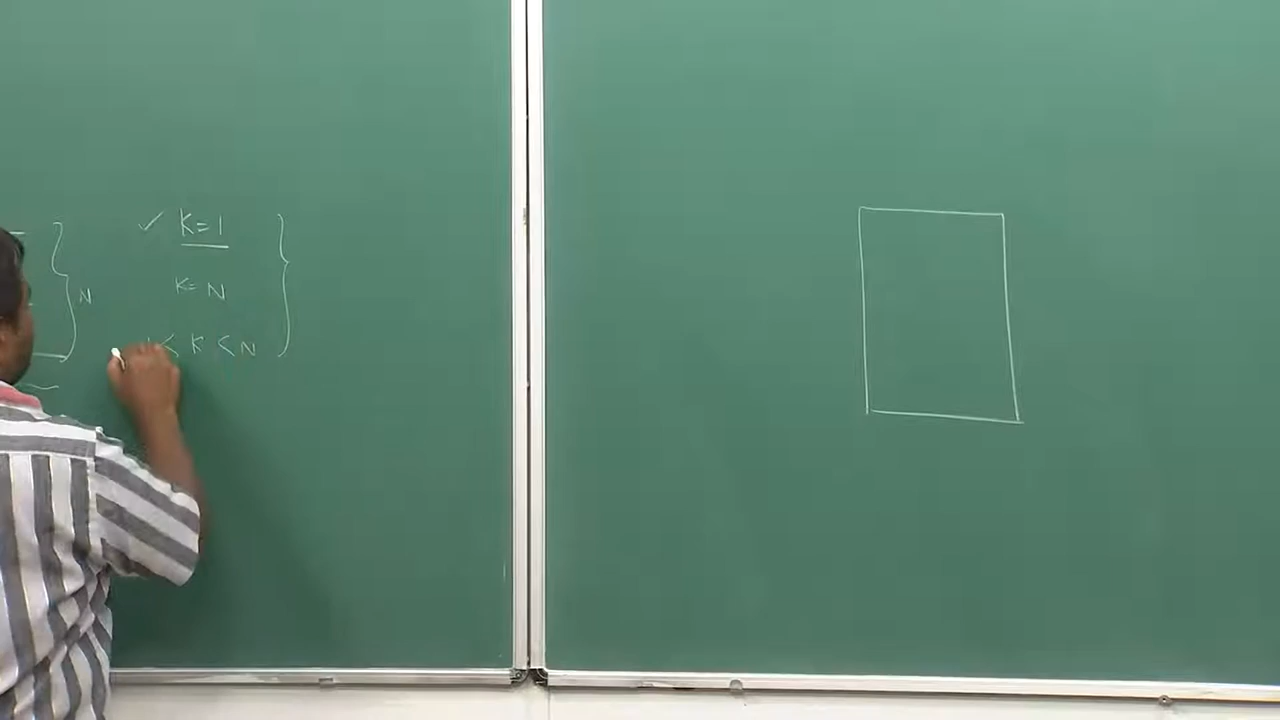 ✓ K=1
N
K= N
1< K < N